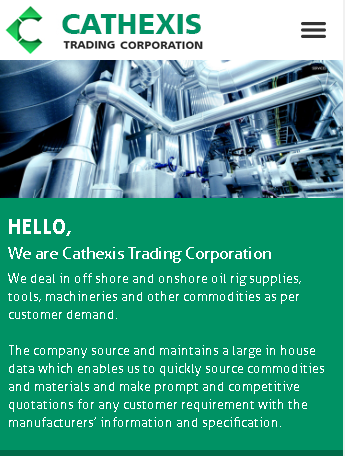 CATHEXIS
TRADING CORPORATION
SERVICES
HELLO,
We are Cathexis Trading Corporation
We deal in off shore and onshore oil rig supplies,
tools, machineries and other commodities as per
customer demand.
The company source and maintains a large in house
data which enables us to quickly source commodities
and materials and make prompt and competitive
quotations for any customer requirement with the
manufacturers' information and specification.